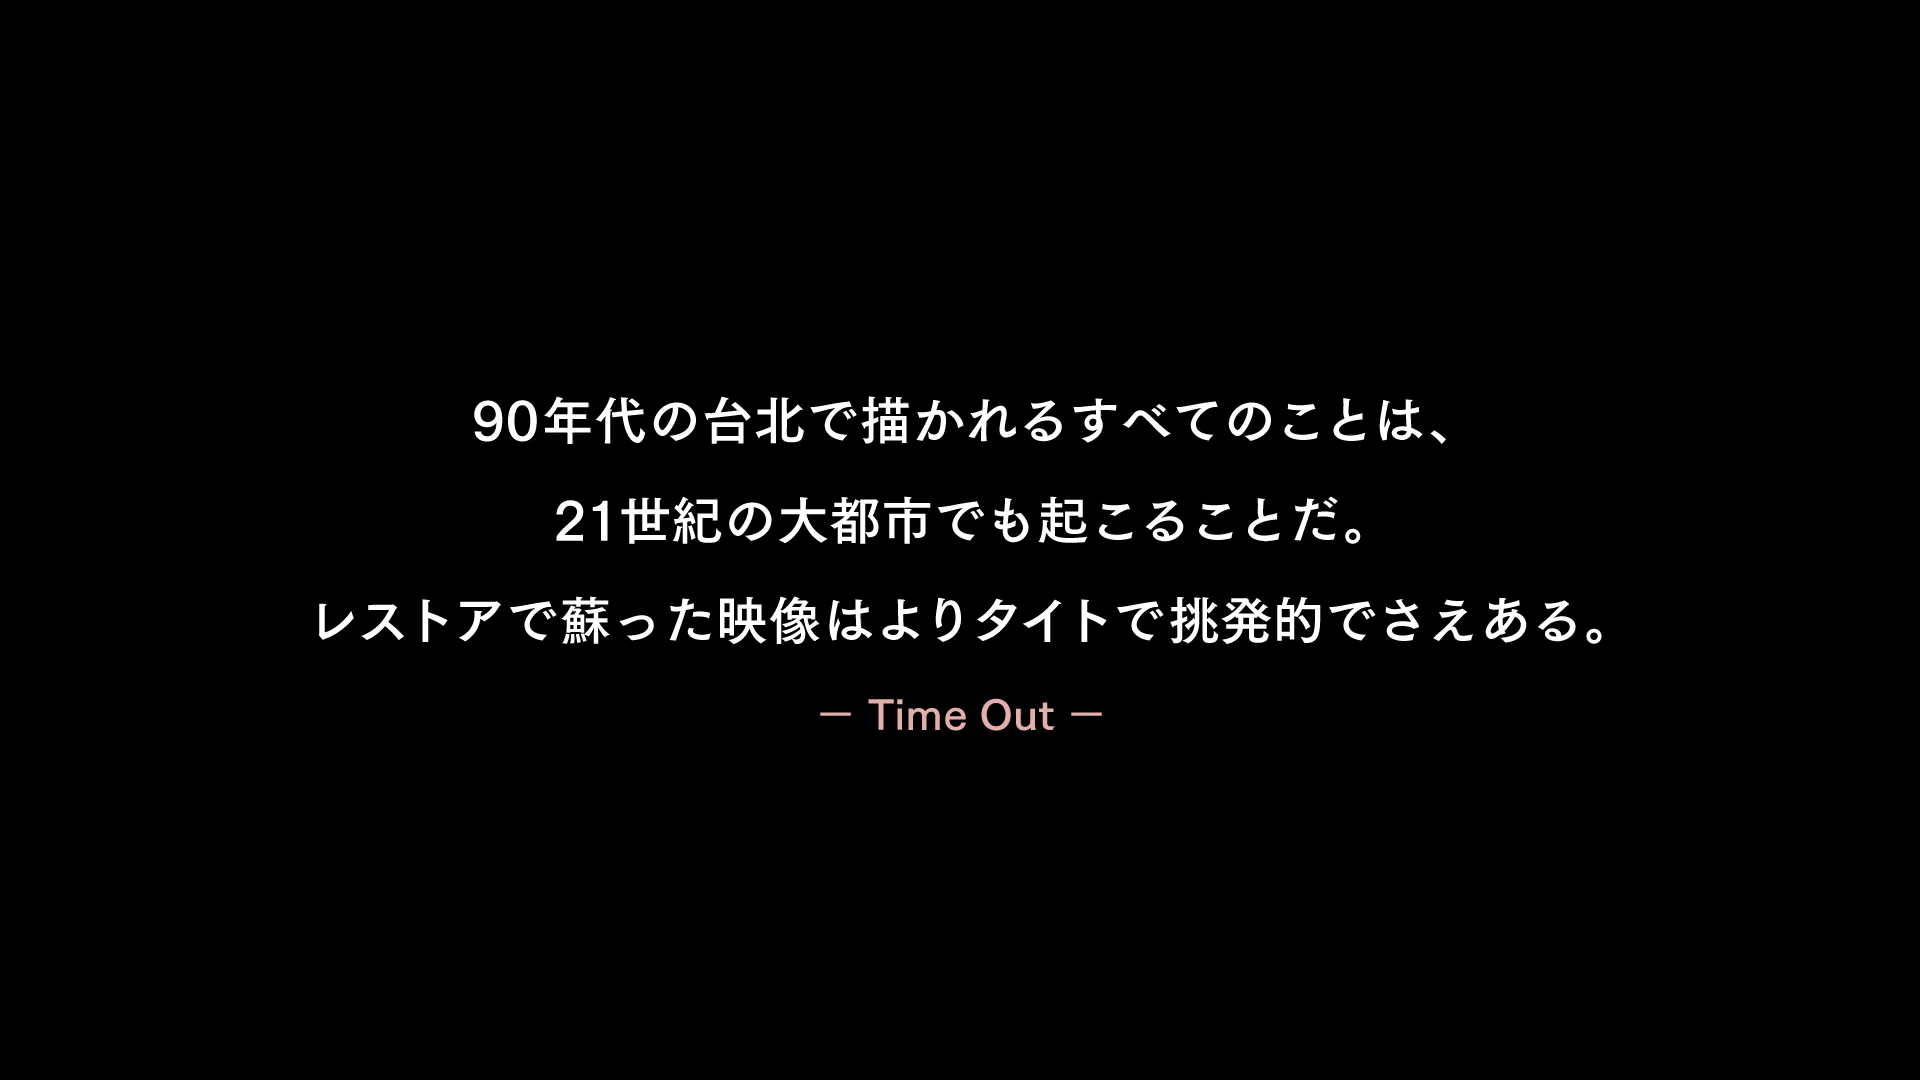 90年代の台北で描かれるすべてのことは、
21世紀の大都市でも起こることだ。
レストアで蘇った映像はよりタイトで挑発的でさえある。
— Time Out —